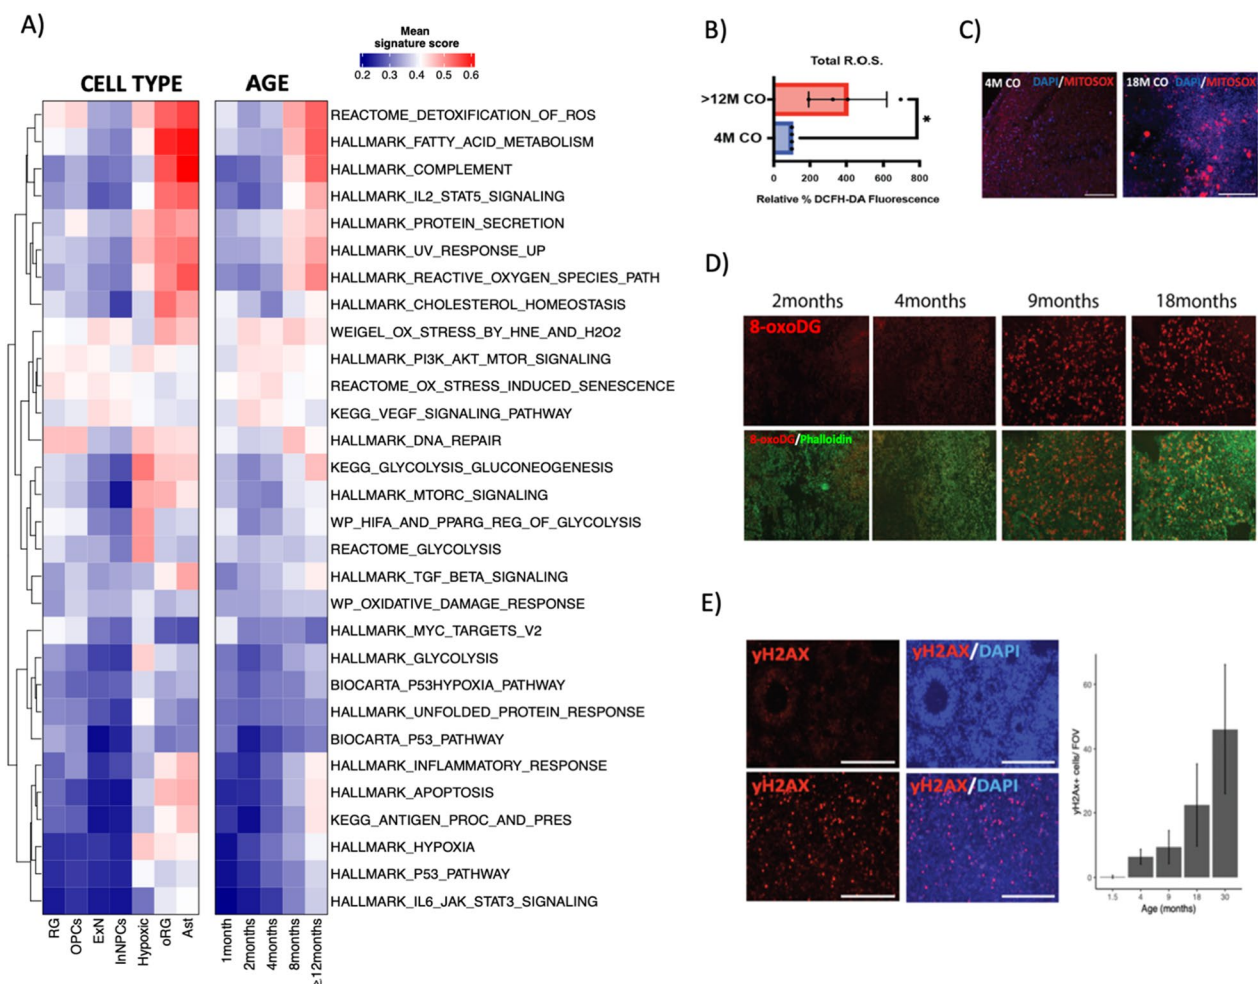 A)
Mean
signature score
0.2 0.3 0.4 0.5 0.6
CELL TYPE AGE
REACTOME_DETOXIFICATION_OF_ROS
HALLMARK_FATTY_ACID_METABOLISM
HALLMARK_COMPLEMENT
HALLMARK_IL2_STAT5_SIGNALING
HALLMARK_PROTEIN_SECRETION
HALLMARK_UV_RESPONSE_UP
HALLMARK_REACTIVE_OXYGEN_SPECIES_PATH
HALLMARK_CHOLESTEROL_HOMEOSTASIS
WEIGEL_OX_STRESS_BY_HNE_AND_H2O2
HALLMARK_PI3K_AKT_MTOR_SIGNALING
REACTOME_OX_STRESS_INDUCED_SENESCENCE
KEGG_VEGF_SIGNALING_PATHWAY
HALLMARK_DNA_REPAIR
KEGG_GLYCOLYSIS_GLUCONEOGENESIS
HALLMARK_MTORC_SIGNALING
WP_HIFA_AND_PPARG_REG_OF_GLYCOLYSIS
REACTOME_GLYCOLYSIS
HALLMARK_TGF_BETA_SIGNALING
WP_OXIDATIVE_DAMAGE_RESPONSE
HALLMARK_MYC_TARGETS_V2
HALLMARK_GLYCOLYSIS
BIOCARTA_P53HYPOXIA_PATHWAY
HALLMARK_UNFOLDED_PROTEIN_RESPONSE
BIOCARTA_P53_PATHWAY
HALLMARK_INFLAMMATORY_RESPONSE
HALLMARK_APOPTOSIS
KEGG_ANTIGEN_PROC_AND_PRES
HALLMARK_HYPOXIA
HALLMARK_P53_PATHWAY
HALLMARK_IL6_JAK_STAT3_SIGNALING
RG
OPCs
ExN
InNPCs
Hypoxic
oRG
Ast
1month
2months
4months
8months
≥12months
B)
Total R.O.S.
>12M CO
4M CO
*
0 200 400 600 800
Relative % DCFH-DA Fluorescence
C)
4M CO DAPI/MITOSOX
18M CO DAPI/MITOSOX
D)
2months 4months 9months 18months
8-oxoDG
8-oxoDG/Phalloidin
E)
yH2AX
yH2AX/DAPI
yH2AX
yH2AX/DAPI
yH2Ax+ cells/ FOV
60
40
20
0
1.5 4 9 18 30
Age (months)